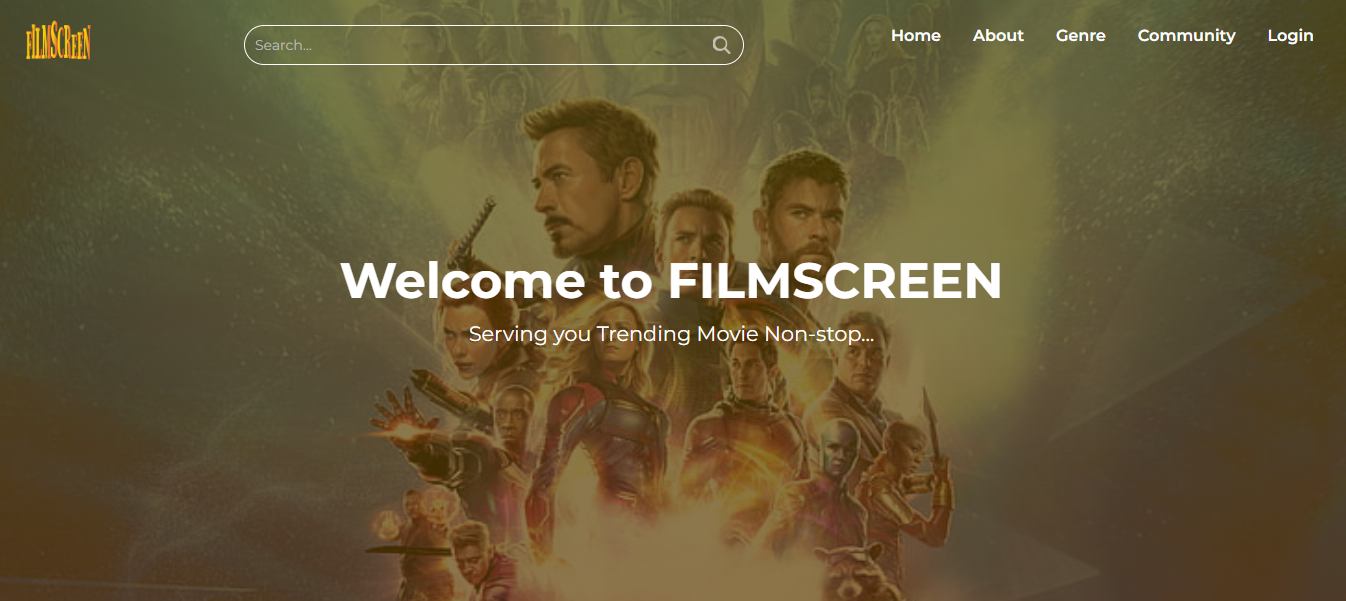 FILMSCREEN
Search...
Home About Genre Community Login
Welcome to FILMSCREEN
Serving you Trending Movie Non-stop...